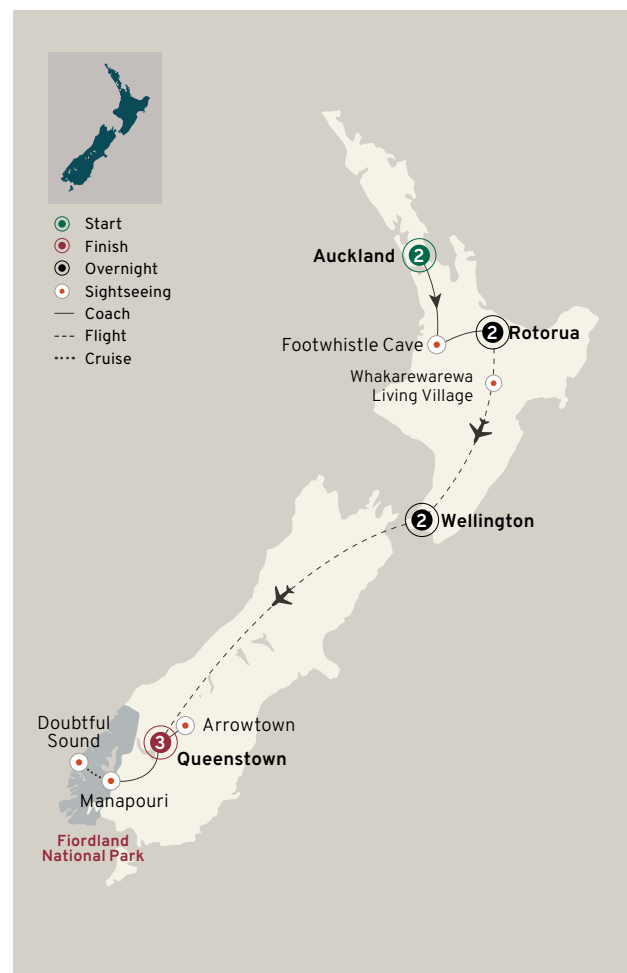 Start
Finish
Overnight
Sightseeing
Coach
Flight
Cruise
Auckland
2
Footwhistle Cave
2
Rotorua
Whakarewarewa
Living Village
2
Wellington
Arrowtown
3
Queenstown
Doubtful
Sound
Manapouri
Fiordland
National Park